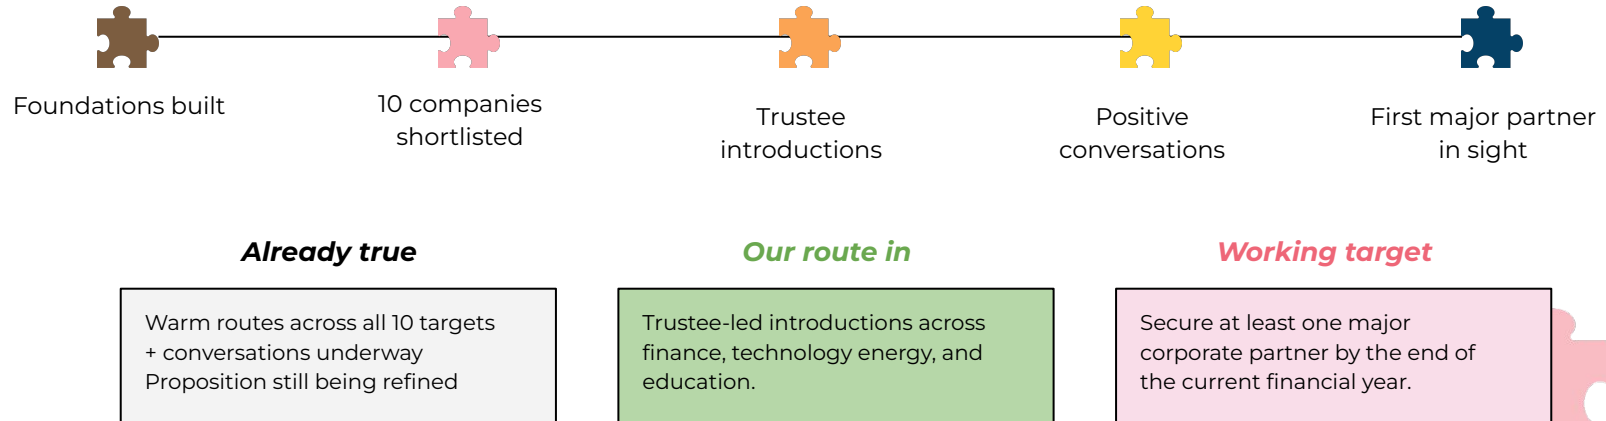 Foundations built
10 companies
shortlisted
Trustee
introductions
Positive
conversations
First major partner
in sight
Already true
Warm routes across all 10 targets
+ conversations underway
Proposition still being refined
Our route in
Trustee-led introductions across
finance, technology energy, and
education.
Working target
Secure at least one major
corporate partner by the end of
the current financial year.